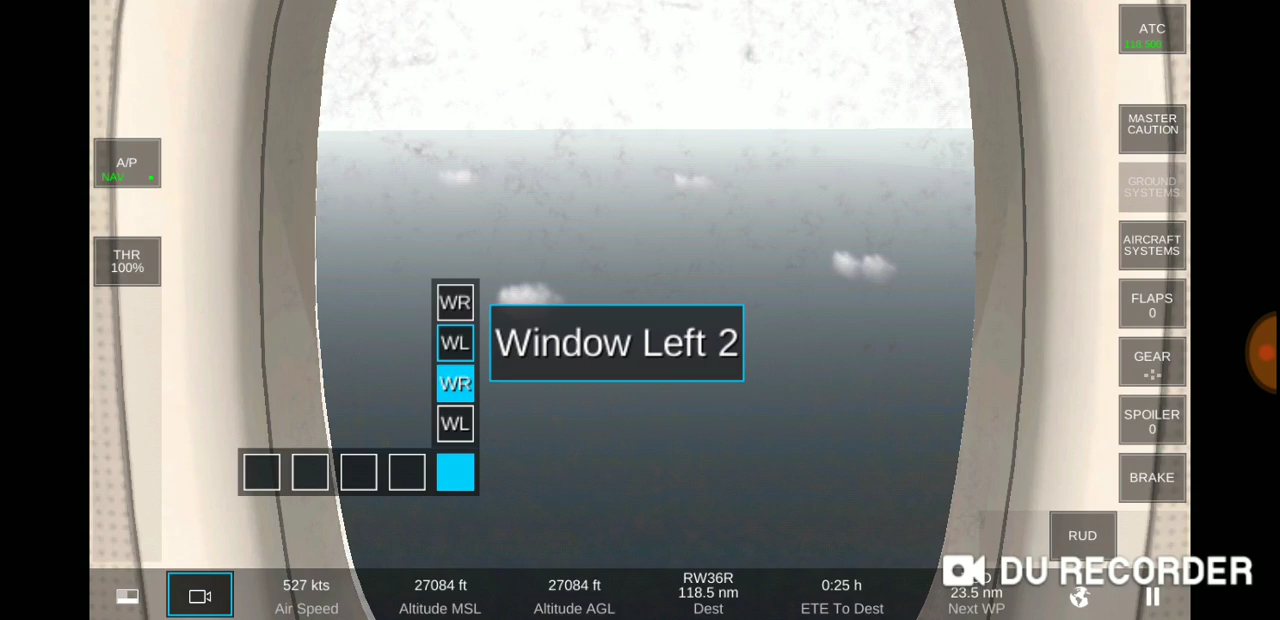 ATC
118.500
MASTER
CAUTION
A/P
NAV
GROUND
SYSTEMS
THR
100%
AIRCRAFT
SYSTEMS
FLAPS
0
WR
WL
Window Left 2
WR
WL
GEAR
SPOILER
0
BRAKE
RUD
DU RECORDER
527 kts
Air Speed
27084 ft
Altitude MSL
27084 ft
Altitude AGL
RW36R
118.5 nm
Dest
0:25 h
ETE To Dest
23.5 nm
Next WP